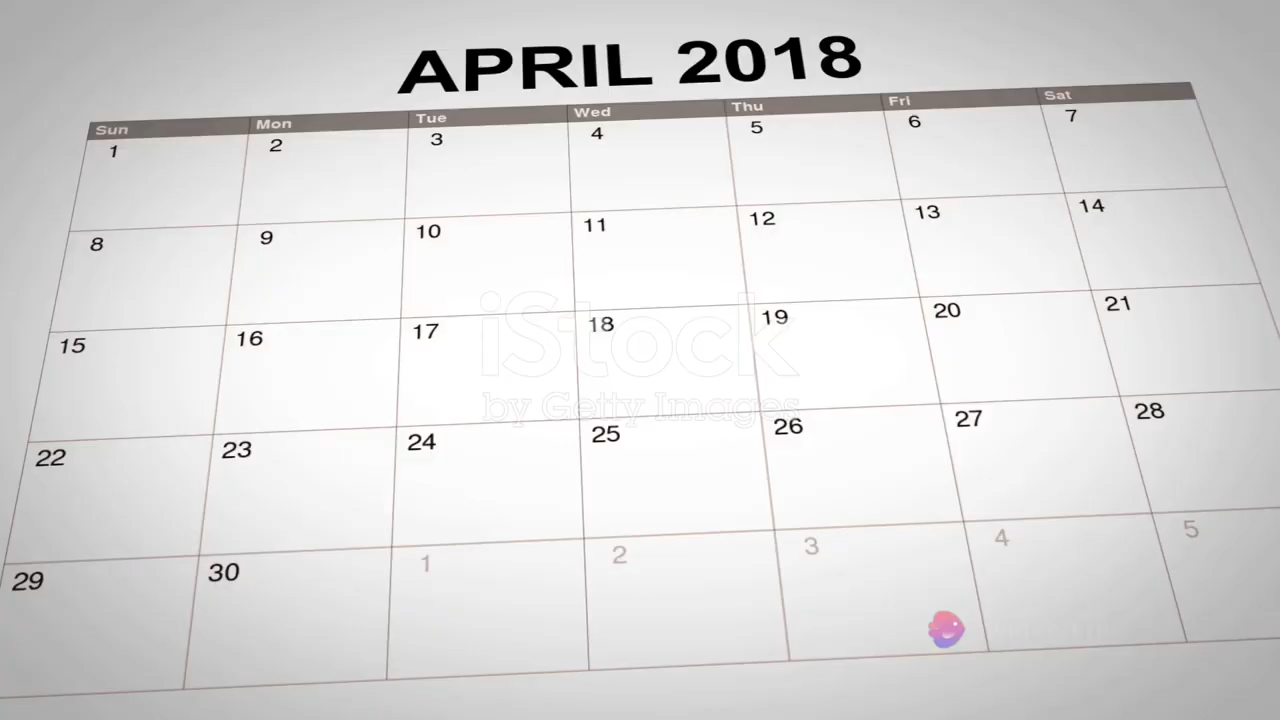 APRIL 2018
Sun Mon Tue Wed Thu Fri Sat
1 2 3 4 5 6 7
8 9 10 11 12 13 14
15 16 17 18 19 20 21
iStock
by Getty Images
22 23 24 25 26 27 28
29 30 1 2 3 4 5